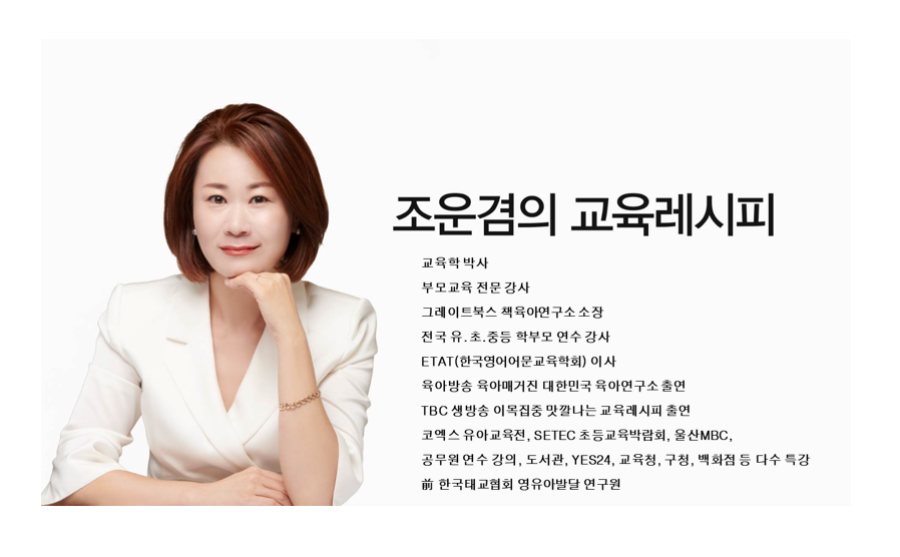 조운겸의 교육레시피
교육학 박사
부모교육 전문 강사
그레이트북스 책육아연구소 소장
전국 유.초.중등 학부모 연수 강사
ETAT(한국영어어문교육학회) 이사
육아방송 육아매거진 대한민국 육아연구소 출연
TBC 생방송 이목집중 맛깔나는 교육레시피 출연
코엑스 유아교육전, SETEC 초등교육박람회, 울산MBC,
공무원 연수 강의, 도서관, YES24, 교육청, 구청, 백화점 등 다수 특강
前 한국태교협회 영유아발달 연구원